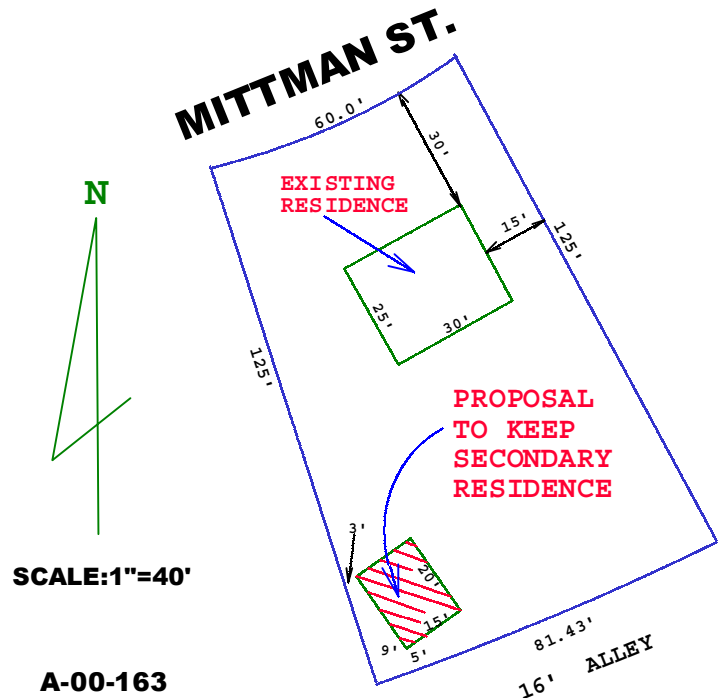 MITTMAN ST.
60.0'
30'
N
EXISTING
RESIDENCE
15'
125'
25'
30'
125'
PROPOSAL
TO KEEP
SECONDARY
RESIDENCE
3'
20'
15'
9'
5'
SCALE:1"=40'
81.43'
16' ALLEY
A-00-163